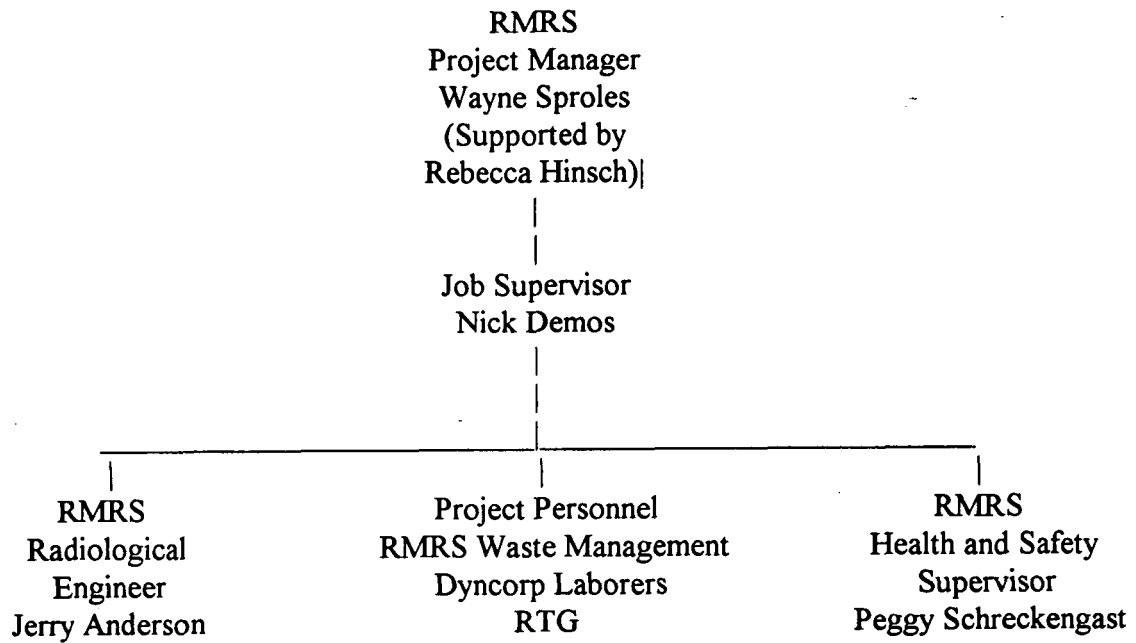 RMRS
Project Manager
Wayne Sproles
(Supported by
Rebecca Hinsch)|
Job Supervisor
Nick Demos
RMRS
Radiological
Engineer
Jerry Anderson
Project Personnel
RMRS Waste Management
Dyncorp Laborers
RTG
RMRS
Health and Safety
Supervisor
Peggy Schreckengast